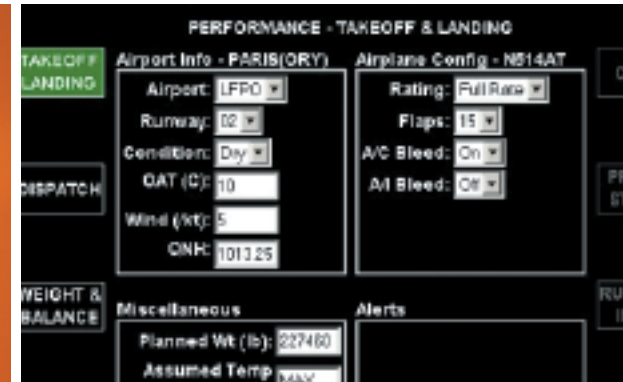 PERFORMANCE - TAKEOFF & LANDING
TAKEOFF
LANDING
DISPATCH
WEIGHT &
BALANCE
Airport Info - PARIS(ORY)
Airport: LFPO
Runway: 02
Condition: Dry
OAT (C): 10
Wind (/kt): 5
QNH: 1013.25
Airplane Config - N514AT
Rating: Full Rate
Flaps: 15
A/C Bleed: On
A/I Bleed: Off
Miscellaneous
Planned Wt (lb): 227460
Assumed Temp
MAX
Alerts